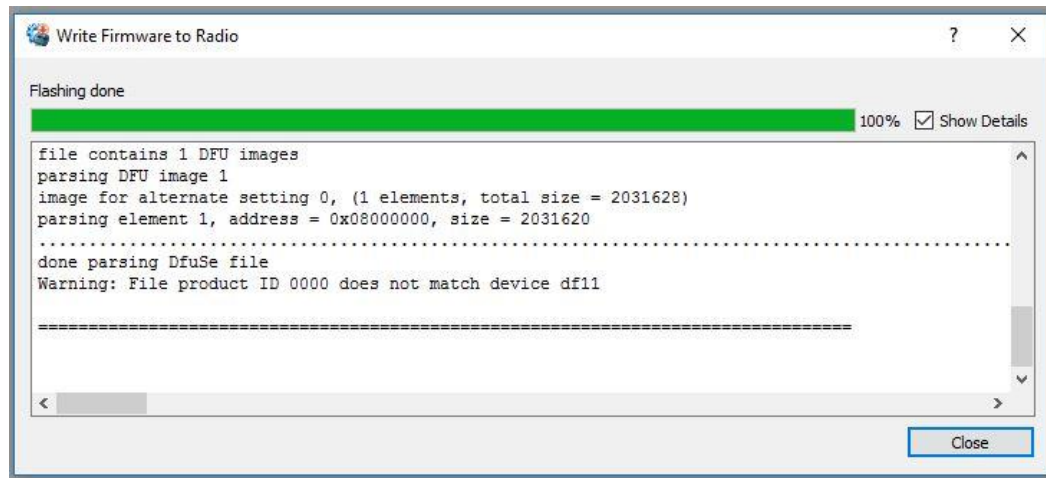 Write Firmware to Radio ? X
Flashing done
100% Show Details
file contains 1 DFU images
parsing DFU image 1
image for alternate setting 0, (1 elements, total size = 2031628)
parsing element 1, address = 0x08000000, size = 2031620
................................................................................................
done parsing DfuSe file
Warning: File product ID 0000 does not match device df11
=================================================================================
Close